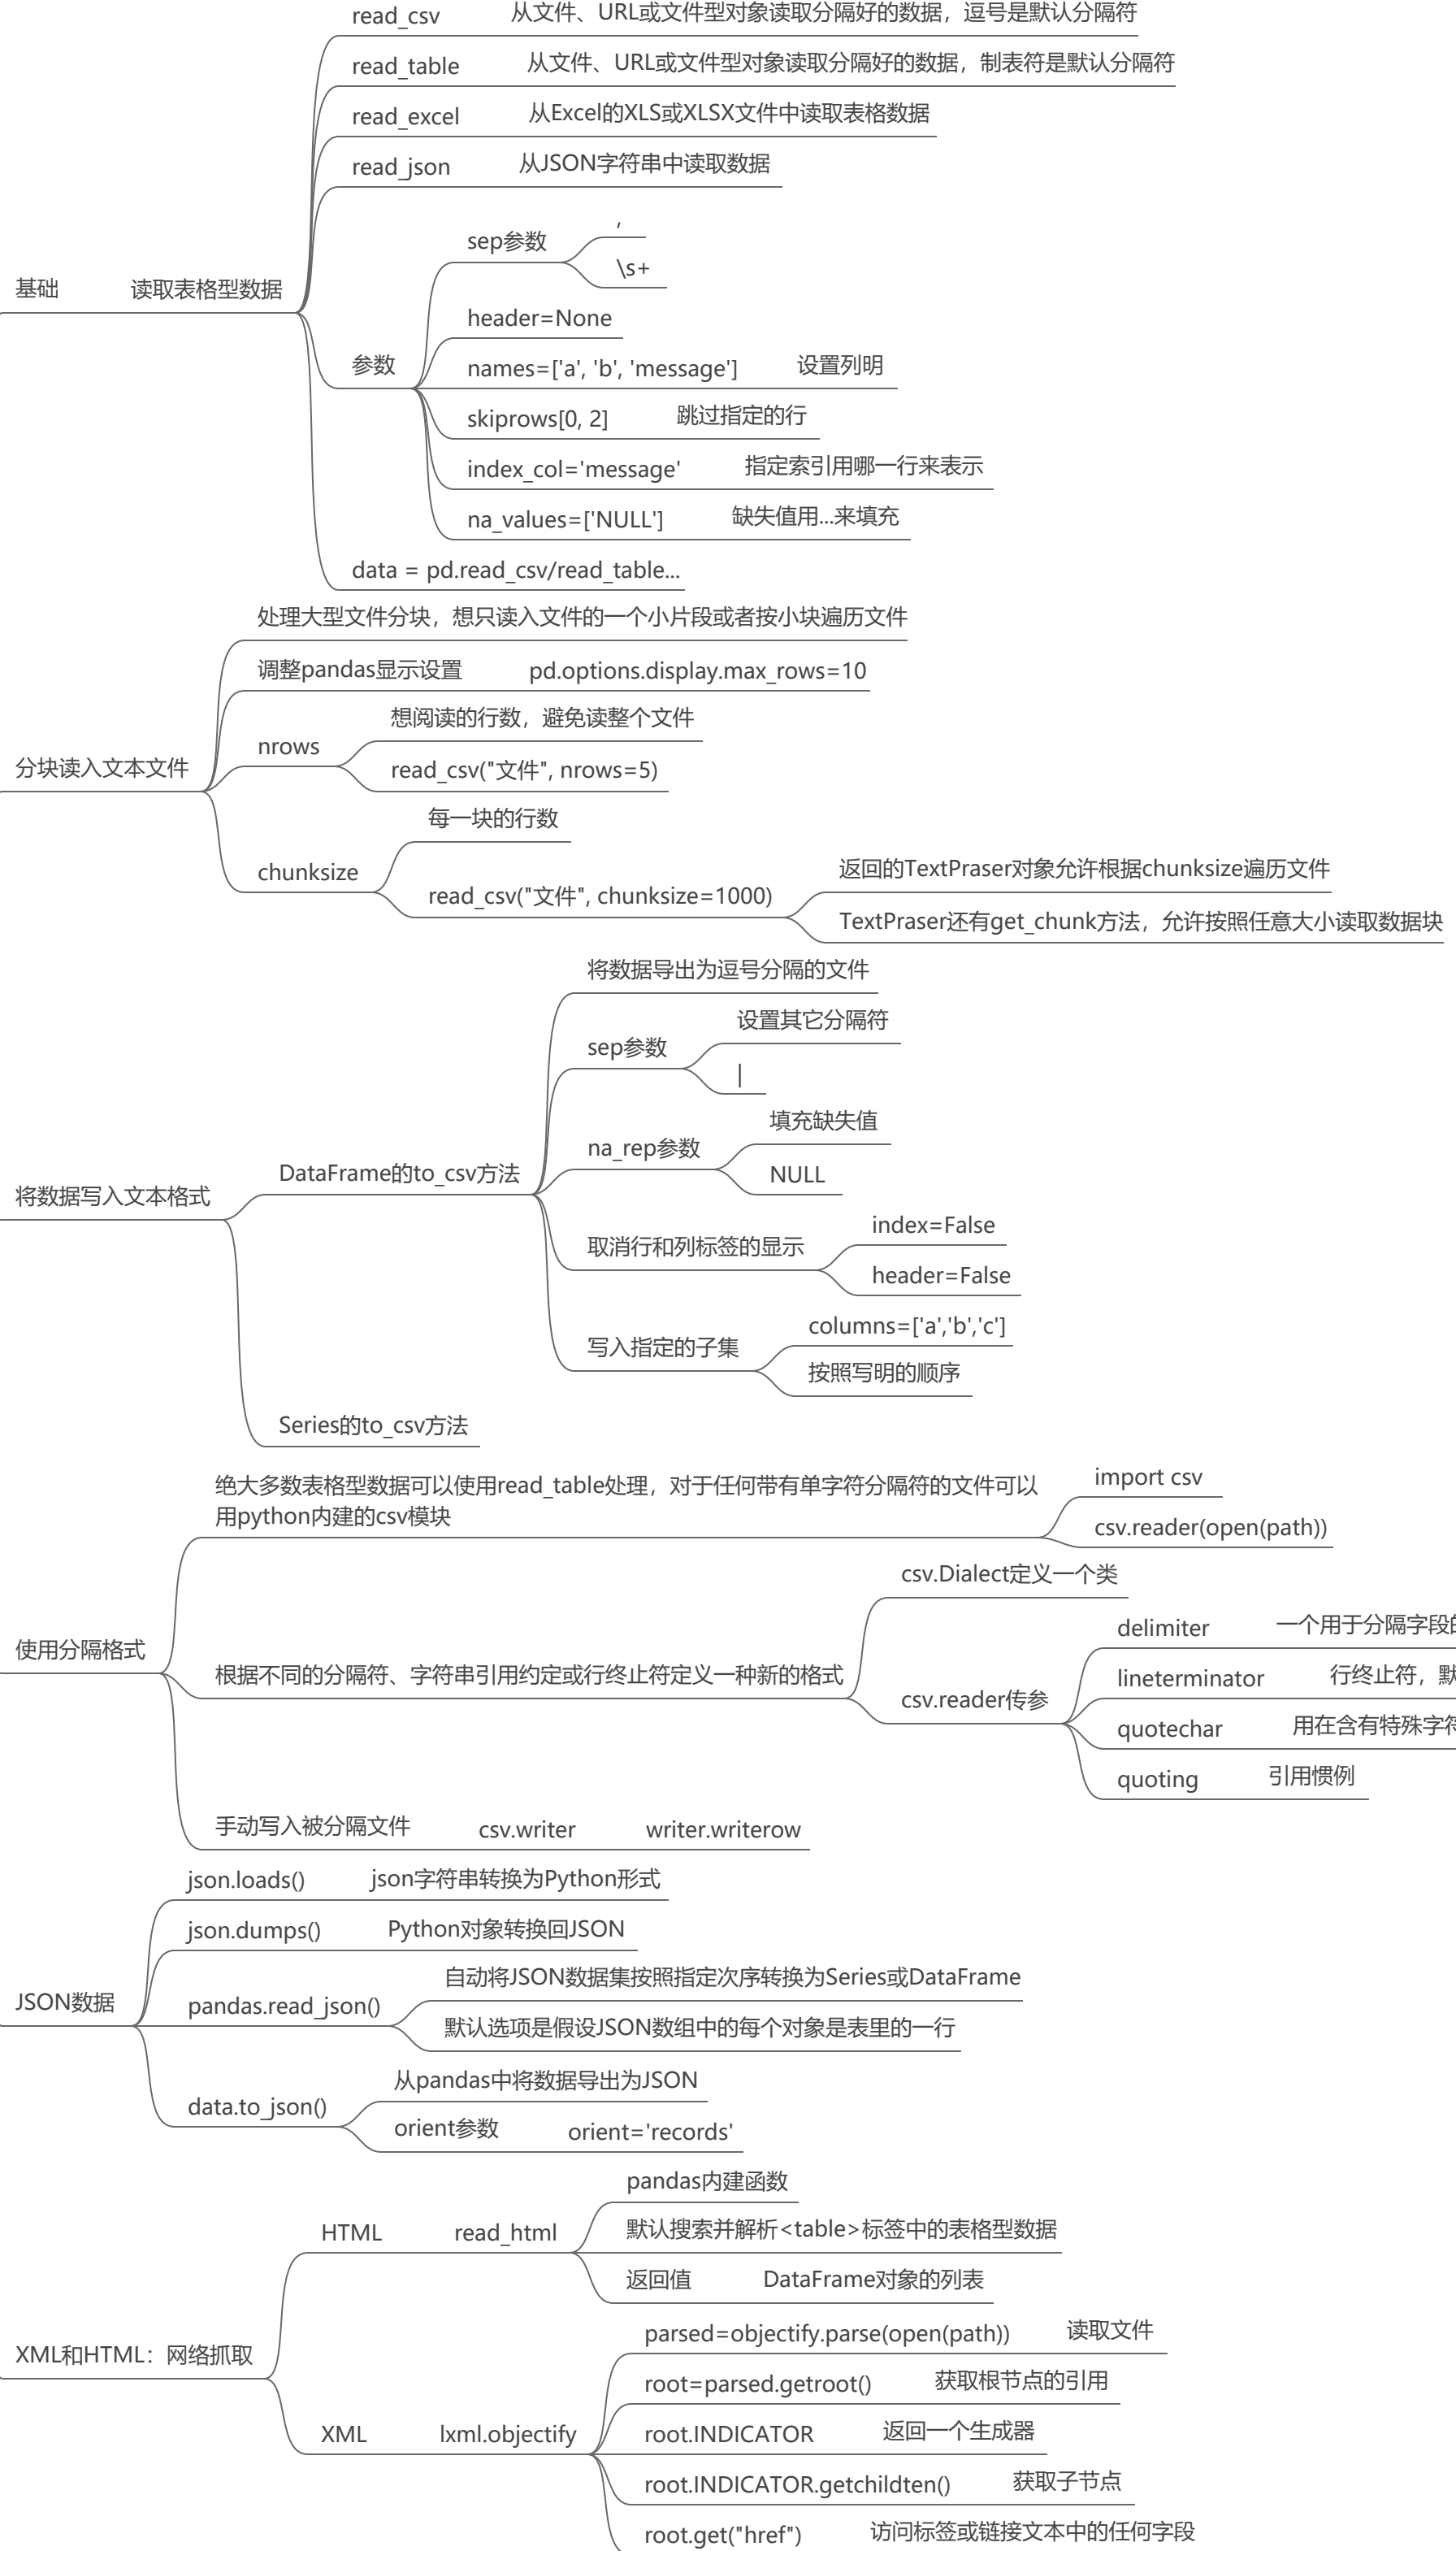 read_csv 从文件、URL或文件型对象读取分隔好的数据，逗号是默认分隔符
read_table 从文件、URL或文件型对象读取分隔好的数据，制表符是默认分隔符
read_excel 从Excel的XLS或XLSX文件中读取表格数据
read_json 从JSON字符串中读取数据
基础 读取表格型数据
参数
sep参数
,
\s+
header=None
names=['a', 'b', 'message'] 设置列明
skiprows[0, 2] 跳过指定的行
index_col='message' 指定索引用哪一行来表示
na_values=['NULL'] 缺失值用...来填充
data = pd.read_csv/read_table...
分块读入文本文件
处理大型文件分块，想只读入文件的一个小片段或者按小块遍历文件
调整pandas显示设置 pd.options.display.max_rows=10
nrows
想阅读的行数，避免读整个文件
read_csv("文件", nrows=5)
chunksize
每一块的行数
read_csv("文件", chunksize=1000)
返回的TextPraser对象允许根据chunksize遍历文件
TextPraser还有get_chunk方法，允许按照任意大小读取数据块
将数据写入文本格式
DataFrame的to_csv方法
将数据导出为逗号分隔的文件
sep参数
设置其它分隔符
|
na_rep参数
填充缺失值
NULL
取消行和列标签的显示
index=False
header=False
写入指定的子集
columns=['a','b','c']
按照写明的顺序
Series的to_csv方法
使用分隔格式
绝大多数表格型数据可以使用read_table处理，对于任何带有单字符分隔符的文件可以
用python内建的csv模块
import csv
csv.reader(open(path))
根据不同的分隔符、字符串引用约定或行终止符定义一种新的格式
csv.Dialect定义一个类
csv.reader传参
delimiter 一个用于分隔字段的
lineterminator 行终止符，默
quotechar 用在含有特殊字符
quoting 引用惯例
手动写入被分隔文件 csv.writer writer.writerow
JSON数据
json.loads() json字符串转换为Python形式
json.dumps() Python对象转换回JSON
pandas.read_json()
自动将JSON数据集按照指定次序转换为Series或DataFrame
默认选项是假设JSON数组中的每个对象是表里的一行
data.to_json()
从pandas中将数据导出为JSON
orient参数 orient='records'
XML和HTML：网络抓取
HTML read_html
pandas内建函数
默认搜索并解析<table>标签中的表格型数据
返回值 DataFrame对象的列表
XML lxml.objectify
parsed=objectify.parse(open(path)) 读取文件
root=parsed.getroot() 获取根节点的引用
root.INDICATOR 返回一个生成器
root.INDICATOR.getchildten() 获取子节点
root.get("href") 访问标签或链接文本中的任何字段